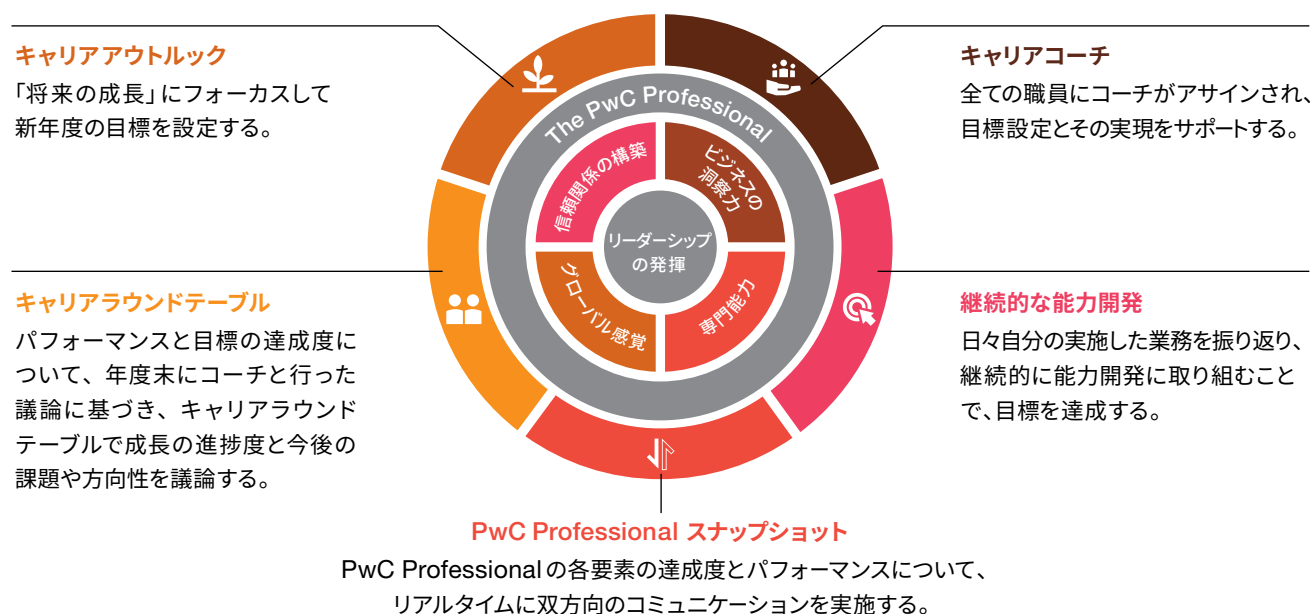 キャリアアウトルック
「将来の成長」にフォーカスして
新年度の目標を設定する。
キャリアコーチ
全ての職員にコーチがアサインされ、
目標設定とその実現をサポートする。
The PwC Professional
信頼関係の構築
ビジネスの
洞察力
リーダーシップ
の発揮
グローバル感覚
専門能力
キャリアラウンドテーブル
パフォーマンスと目標の達成度に
ついて、年度末にコーチと行った
議論に基づき、キャリアラウンド
テーブルで成長の進捗度と今後の
課題や方向性を議論する。
継続的な能力開発
日々自分の実施した業務を振り返り、
継続的に能力開発に取り組むこと
で、目標を達成する。
PwC Professional スナップショット
PwC Professionalの各要素の達成度とパフォーマンスについて、
リアルタイムに双方向のコミュニケーションを実施する。